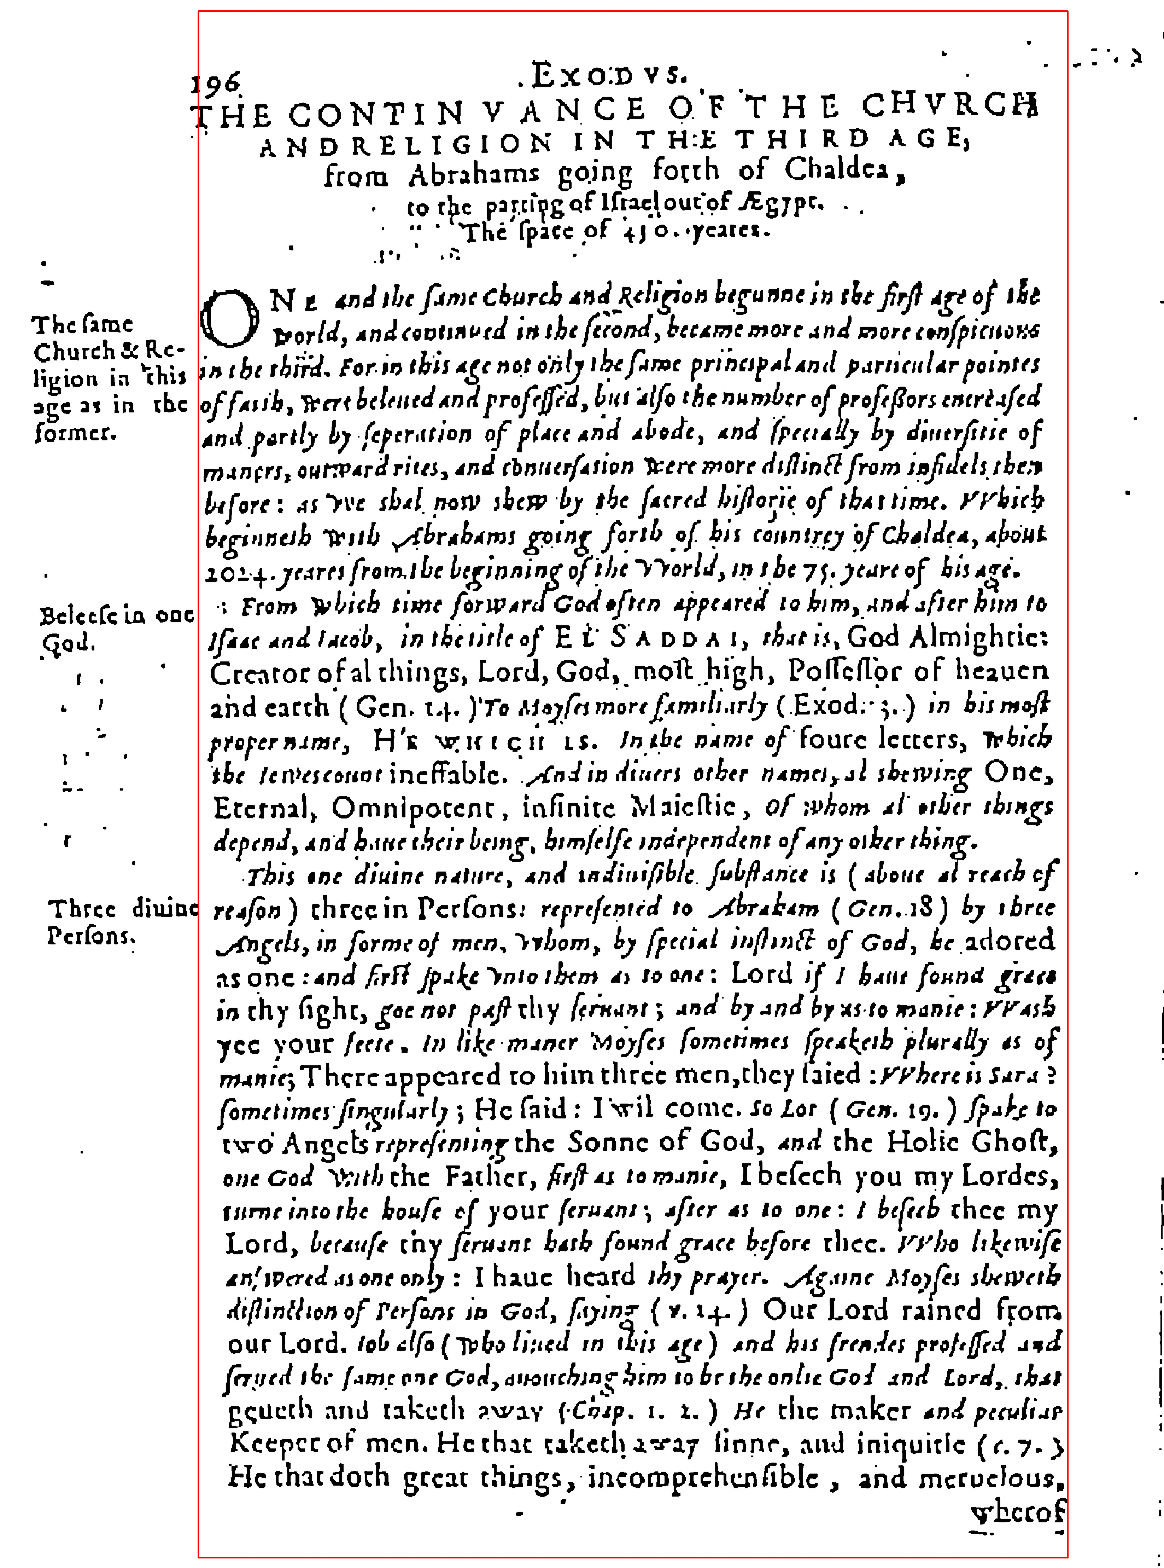 196
EXODVS.
THE CONTINVANCE OF THE CHVRCH
AND RELIGION IN THE THIRD AGE,
from Abrahams going forth of Chaldea,
to the parting of Iſrael out of Ægypt.
The ſpace of 430. yeares.
The ſame
Church & Re-
ligion in this
age as in the
former.
ONE and the ſame Church and Religion begunne in the firſt age of the
world, and continued in the ſecond, became more and more conſpicuous
in the third. For in this age not only the ſame principal and particular pointes
of faith, were beleued and profeſſed, but alſo the number of profeſſors encreaſed
and partly by ſeperation of place and abode, and ſpecially by diuerſitie of
maners, outward rites, and conuerſation were more diſtinct from infidels then
before: as we shal now shew by the ſacred hiſtorie of that time. VVhich
beginneth with Abrahams going forth of his countrey of Chaldea, about
2024. yeares from the beginning of the VVorld, in the 75. yeare of his age.
Beleefe in one
God.
From which time forward God often appeared to him, and after him to
Iſaac and Iacob, in the title of EL SADDAI, that is, God Almightie:
Creator of al things, Lord, God, moſt high, Poſſeſſor of heauen
and earth (Gen. 14.) To Moyſes more familiarly (Exod. 3.) in his moſt
proper name, HE WHICH IS. In the name of foure letters, which
the Iewes count ineffable. And in diuers other names, al shewing One,
Eternal, Omnipotent, infinite Maieſtie, Of whom al other things
depend, and haue their being, himſelfe independent of any other thing.
Three diuine
Perſons.
This one diuine nature, and indiuiſible ſubſtance is (aboue al reach of
reaſon) three in Perſons: repreſented to Abraham (Gen. 18) by three
Angels, in forme of men, VVhom, by ſpecial inſtinct of God, he adored
as one: and firſt ſpake vnto them as to one: Lord if I haue found grace
in thy ſight, goe not paſt thy ſeruant; and by and by as to manie: VVash
yee your feete. In like maner Moyſes ſometimes ſpeaketh plurally as of
manie; There appeared to him three men, they ſaied: VVhere is Sara?
ſometimes ſingularly; He ſaid: I wil come. So Lot (Gen. 19.) ſpake to
two Angels repreſenting the Sonne of God, and the Holie Ghoſt,
one God with the Father, firſt as to manie, I beſech you my Lordes,
turne into the houſe of your ſeruant; after as to one: I beſech thee my
Lord, becauſe thy ſeruant hath found grace before thee. VVho likewiſe
anſwered as one only: I haue heard thy prayer. Againe Moyſes sheweth
diſtinction of Perſons in God, ſaying (v. 24.) Our Lord rained from
our Lord. Iob alſo (who liued in this age) and his frendes profeſſed and
ſerued the ſame one God, auouching him to be the onlie God and Lord, that
geueth and taketh away (Chap. 1. 2.) He the maker and peculiar
Keeper of men. He that taketh away ſinne, and iniquitie (c. 7.)
He that doth great things, incomprehenſible, and meruelous,
wherof